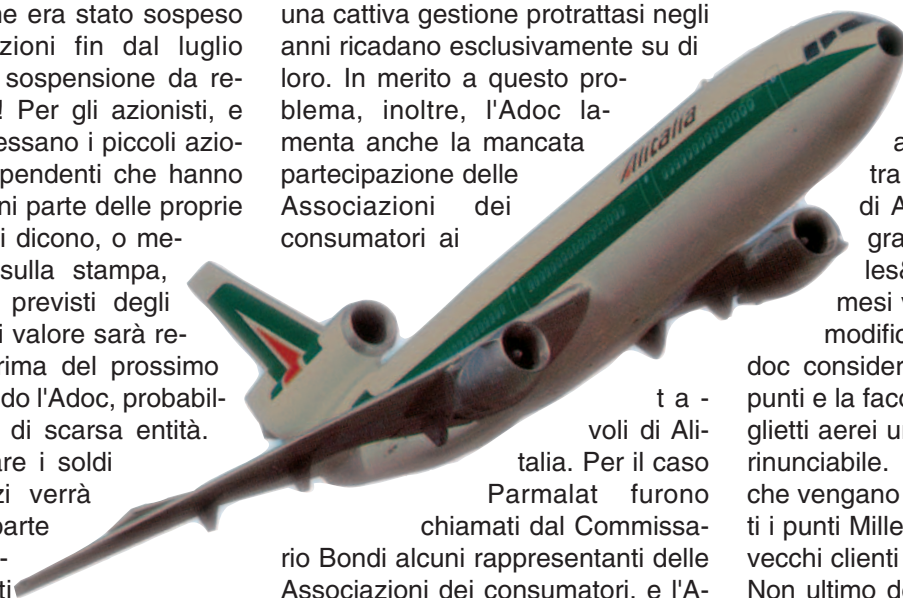 ne era stato sospeso
zioni fin dal luglio
sospensione da re-
! Per gli azionisti, e
essano i piccoli azio-
pendenti che hanno
ni parte delle proprie
i dicono, o me-
sulla stampa,
previsti degli
i valore sarà re-
rima del prossimo
do l'Adoc, probabil-
di scarsa entità.
are i soldi
zi verrà
parte
-
ti
una cattiva gestione protrattasi negli
anni ricadano esclusivamente su di
loro. In merito a questo pro-
blema, inoltre, l'Adoc la-
menta anche la mancata
partecipazione delle
Associazioni dei
consumatori ai
ta-
voli di Ali-
talia. Per il caso
Parmalat furono
chiamati dal Commissa-
rio Bondi alcuni rappresentanti delle
Associazioni dei consumatori, e l'A-
Alitalia
a
tra
di A
gra
les&
mesi v
modific
doc consider
punti e la facc
glietti aerei un
rinunciabile.
che vengano
ti i punti Mille
vecchi clienti
Non ultimo de